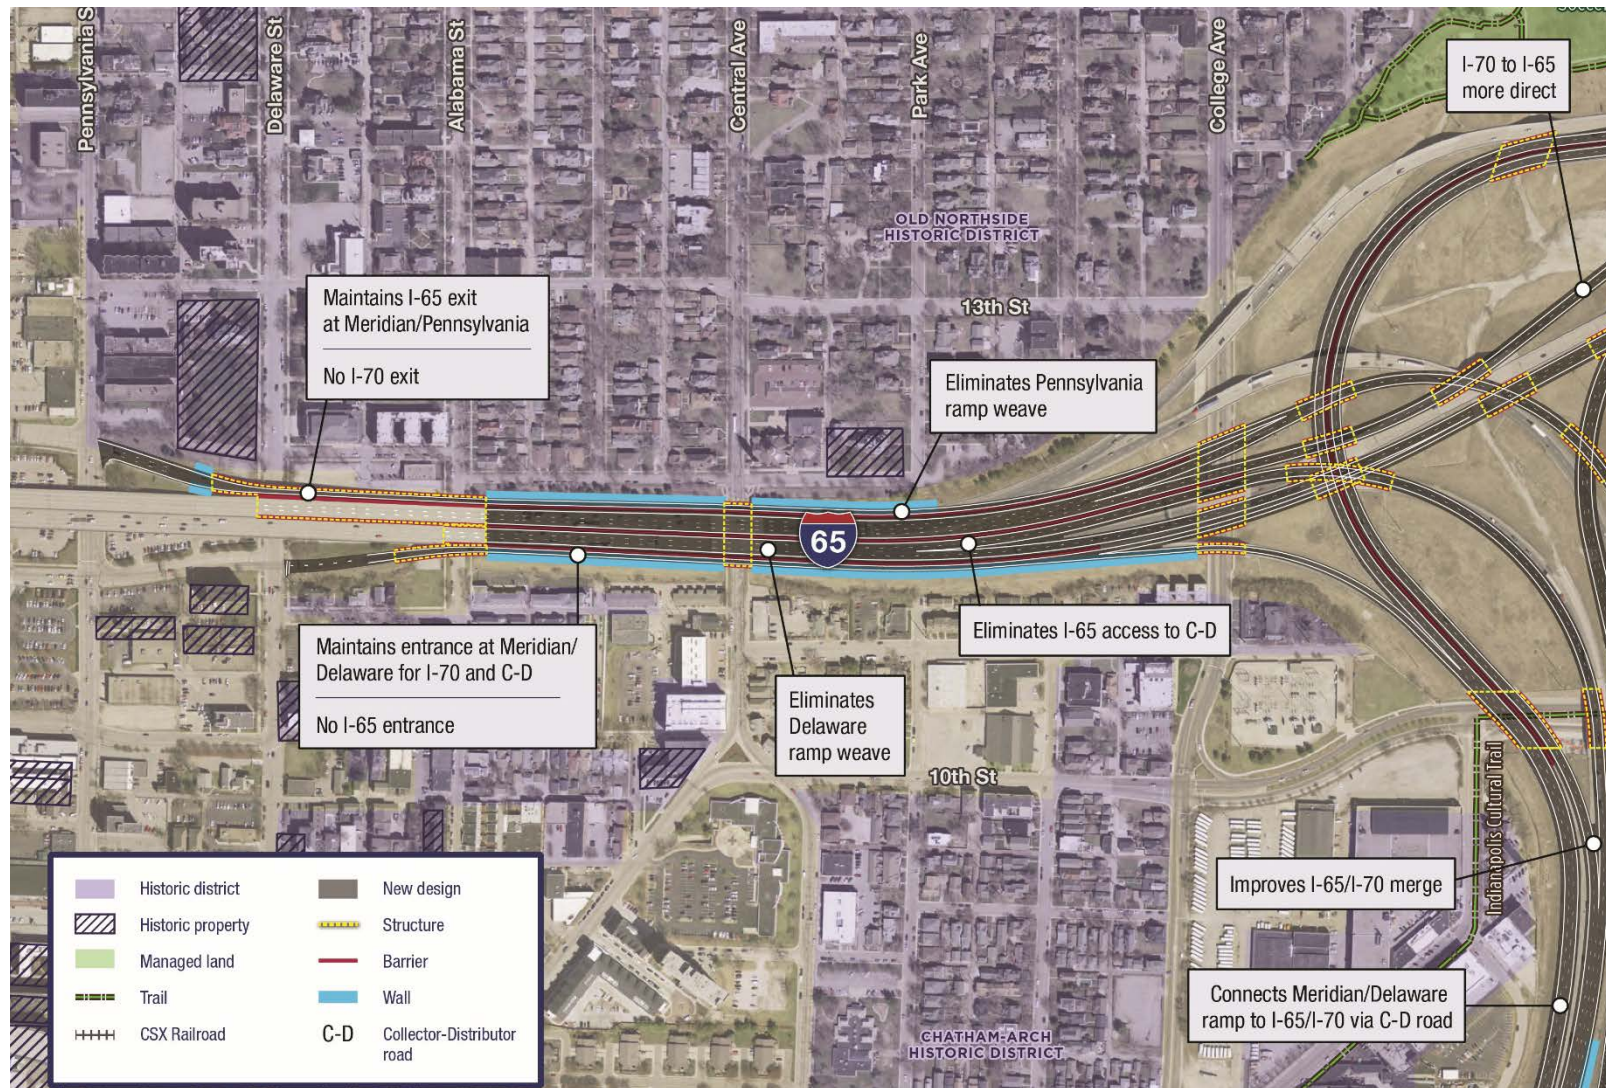 Pennsylvania S
Delaware St
Alabama St
Central Ave
Park Ave
College Ave
I-70 to I-65
more direct
OLD NORTHSIDE
HISTORIC DISTRICT
13th St
Maintains I-65 exit
at Meridian/Pennsylvania
No I-70 exit
Eliminates Pennsylvania
ramp weave
65
Maintains entrance at Meridian/
Delaware for I-70 and C-D
No I-65 entrance
Eliminates I-65 access to C-D
Eliminates
Delaware
ramp weave
10th St
Indianapolis Cultural Trail
Improves I-65/I-70 merge
Connects Meridian/Delaware
ramp to I-65/I-70 via C-D road
CHATHAM-ARCH
HISTORIC DISTRICT
Historic district
Historic property
Managed land
Trail
CSX Railroad
New design
Structure
Barrier
Wall
C-D Collector-Distributor
road